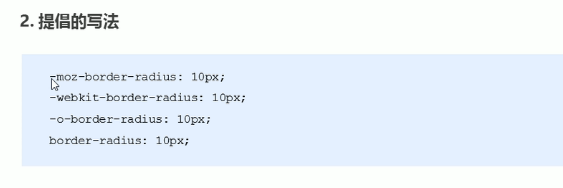 2. 提倡的写法
-moz-border-radius: 10px;
-webkit-border-radius: 10px;
-o-border-radius: 10px;
border-radius: 10px;